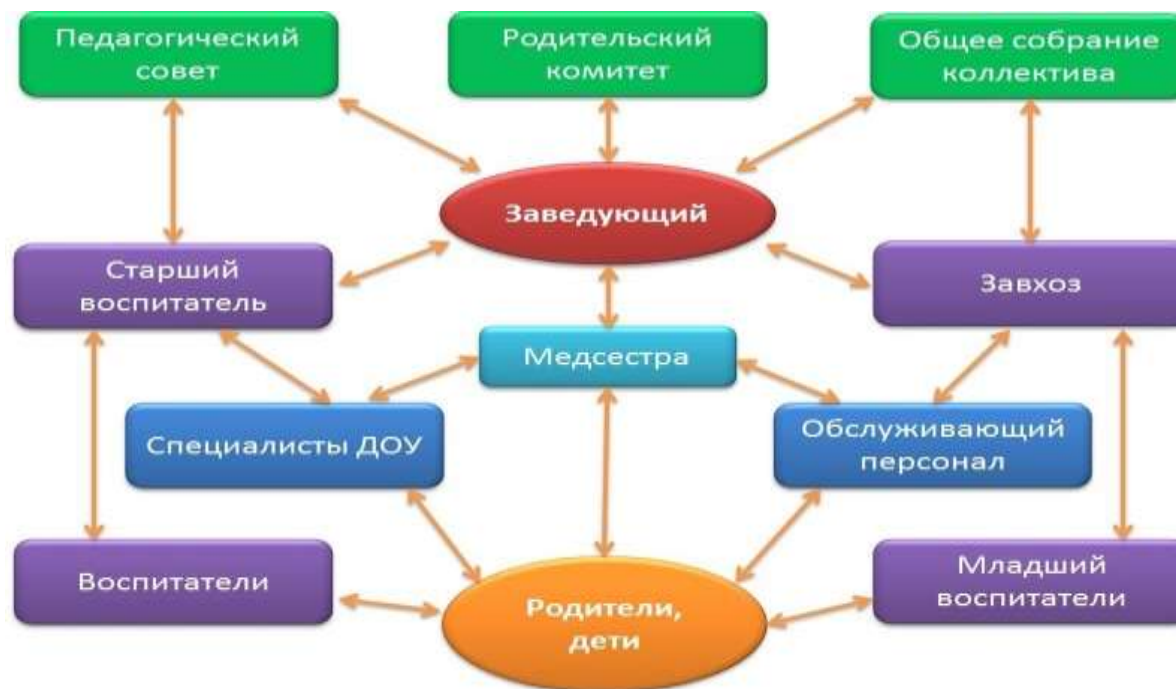 Педагогический
совет
Родительский
комитет
Общее собрание
коллектива
Заведующий
Старший
воспитатель
Завхоз
Медсестра
Специалисты ДОУ
Обслуживающий
персонал
Воспитатели
Младший
воспитатели
Родители,
дети